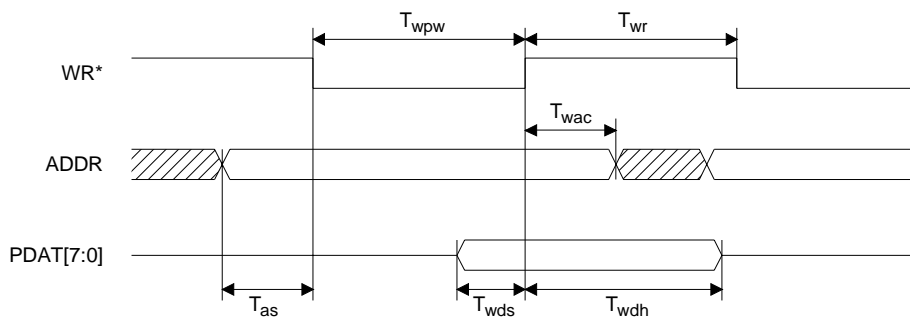 Twpw Twr
WR*
Twac
ADDR
PDAT[7:0]
Tas Twds Twdh